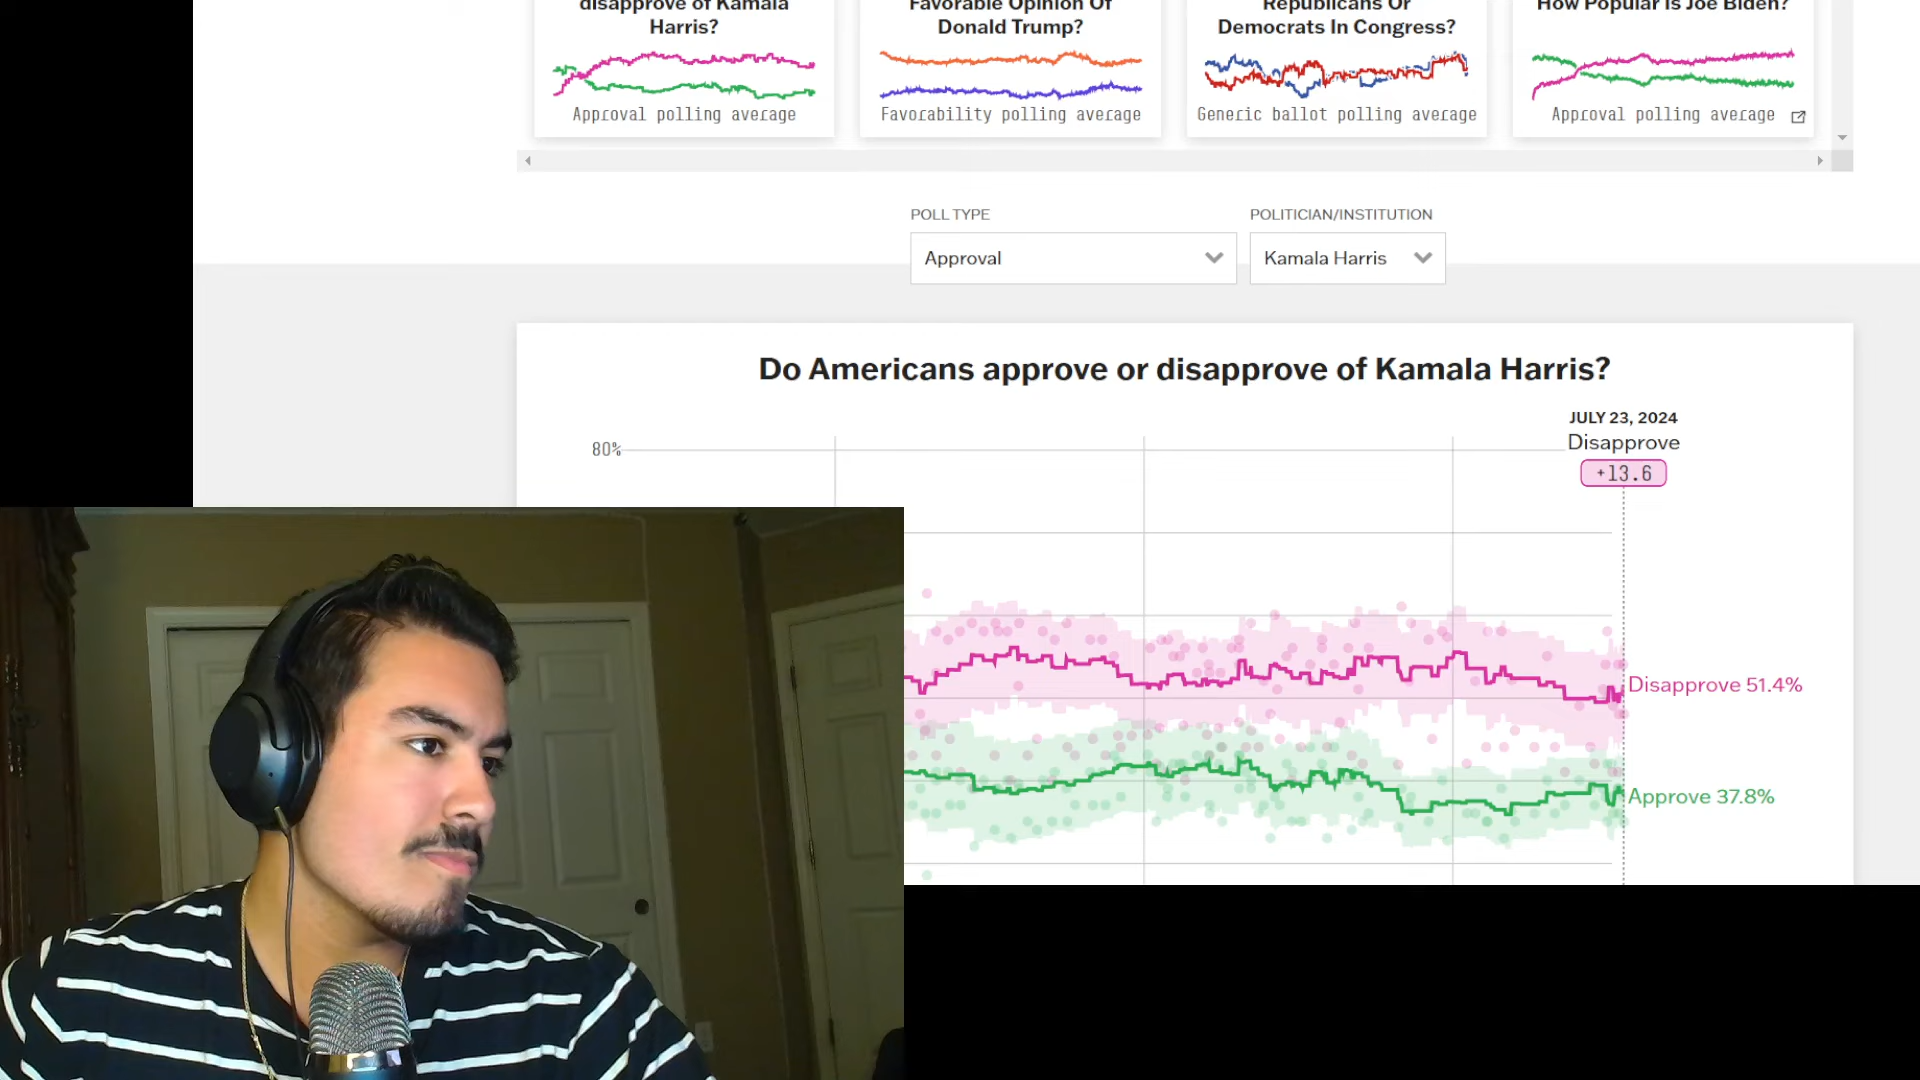 disapprove of Kamala
Harris?
Approval polling average
Favorable Opinion Of
Donald Trump?
Favorability polling average
Republicans Or
Democrats In Congress?
Generic ballot polling average
How Popular Is Joe Biden?
Approval polling average
POLL TYPE
Approval
POLITICIAN/INSTITUTION
Kamala Harris
Do Americans approve or disapprove of Kamala Harris?
JULY 23, 2024
Disapprove
+13.6
80%
Disapprove 51.4%
Approve 37.8%